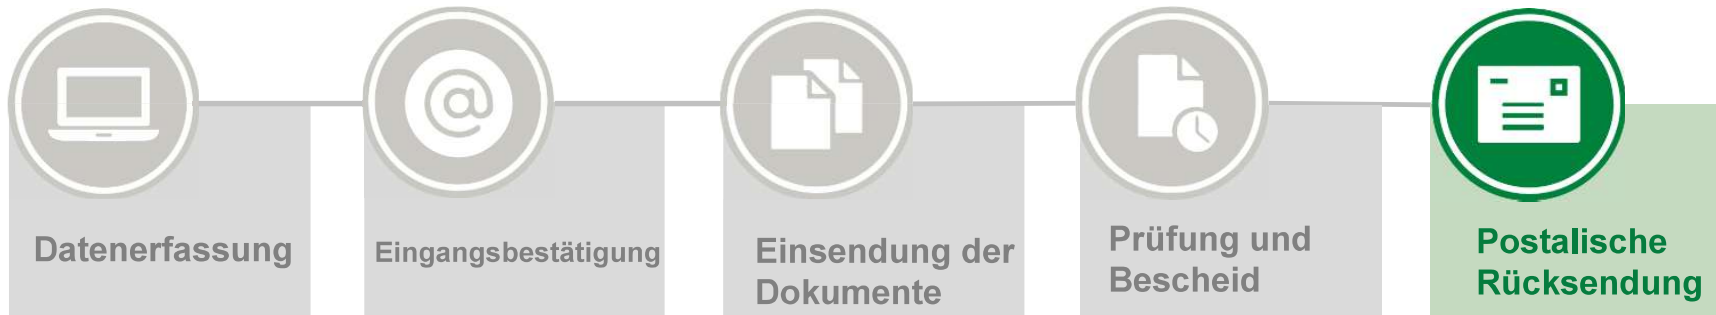 Datenerfassung
Eingangsbestätigung
Einsendung der
Dokumente
Prüfung und
Bescheid
Postalische
Rücksendung